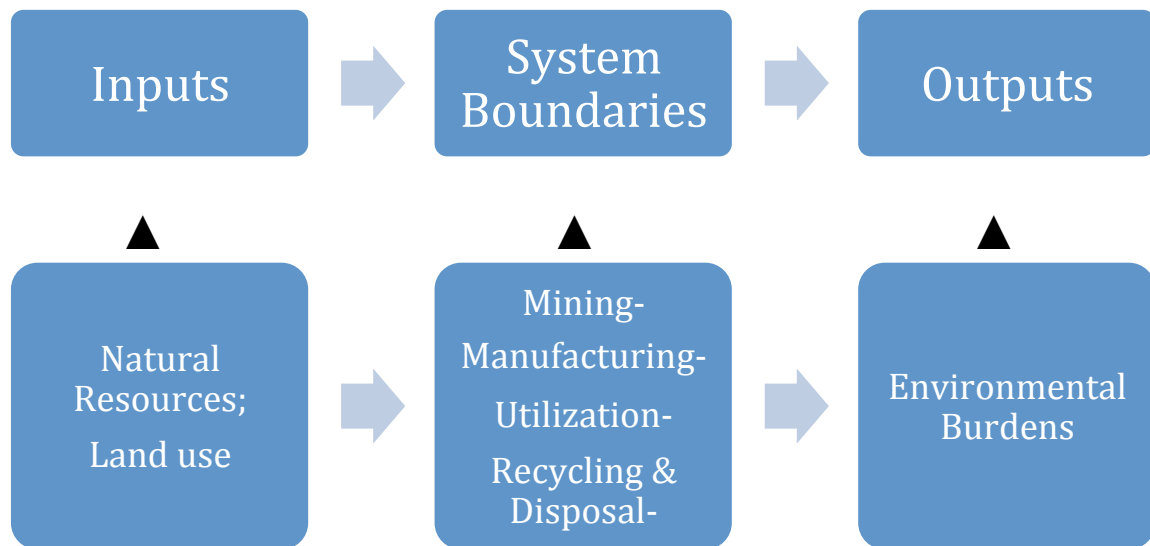 Inputs
System
Boundaries
Outputs
Natural
Resources;
Land use
Mining-
Manufacturing-
Utilization-
Recycling &
Disposal-
Environmental
Burdens